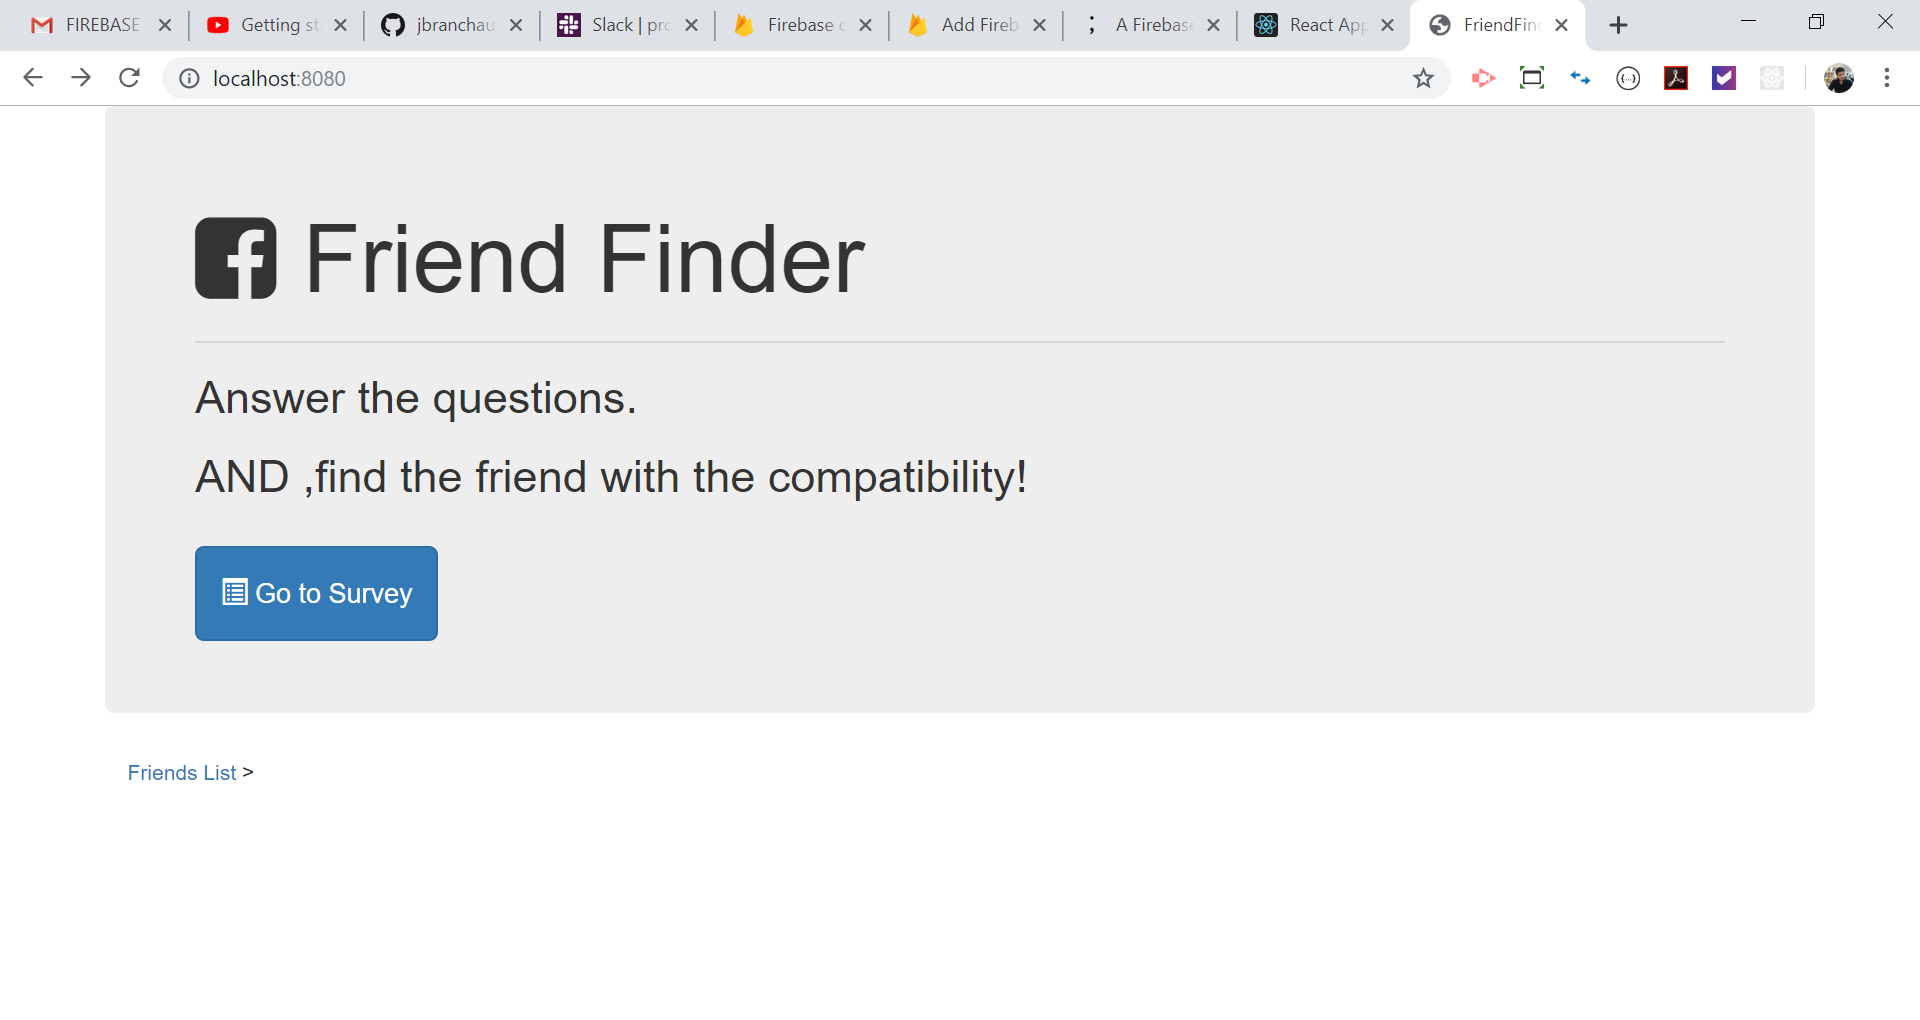 FIREBASE
Getting st
jbranchau
Slack | pro
Firebase c
Add Fireb
; A Firebase
React App
FriendFin
localhost:8080
Friend Finder
Answer the questions.
AND ,find the friend with the compatibility!
Go to Survey
Friends List >